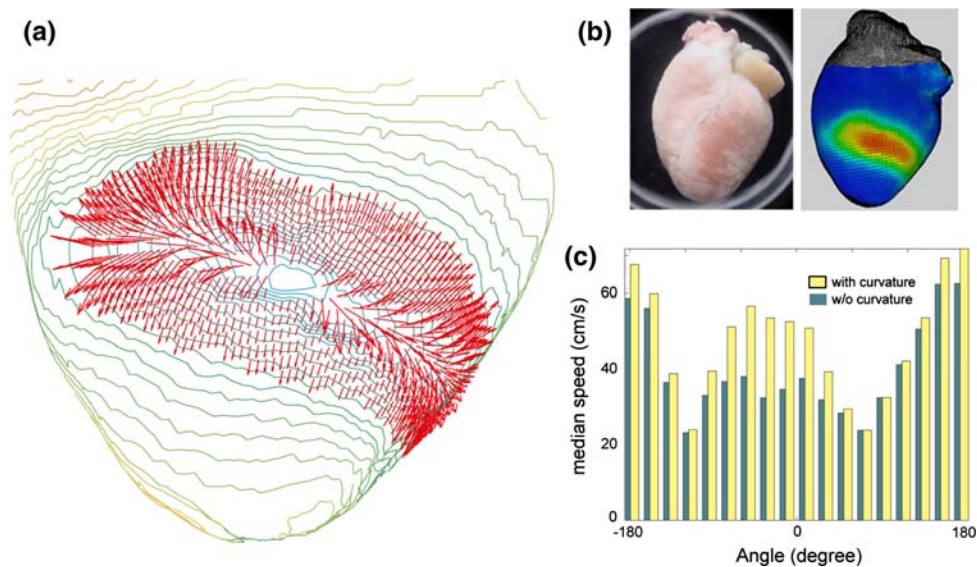 (a)
(b)
(c)
with curvature
w/o curvature
median speed (cm/s)
60
40
20
0
-180
0
180
Angle (degree)